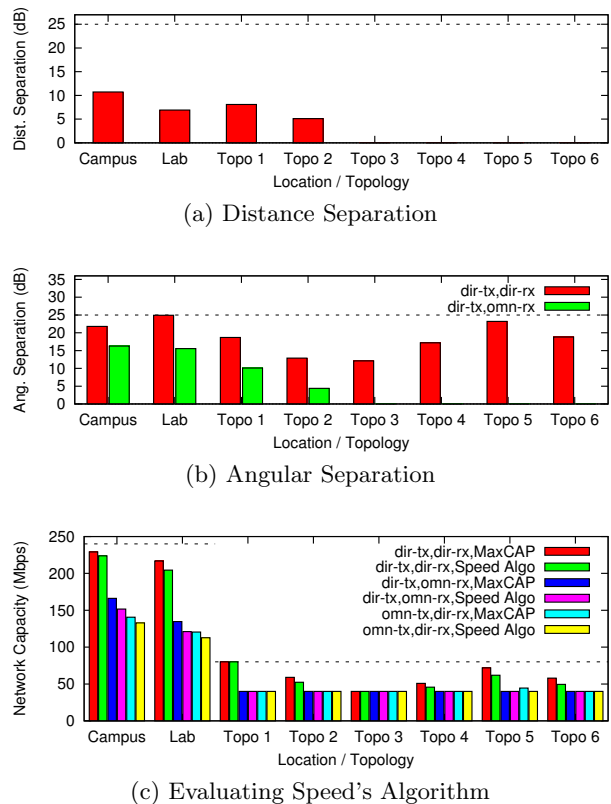 Dist. Separation (dB)
25
20
15
10
5
0
Campus Lab Topo 1 Topo 2 Topo 3 Topo 4 Topo 5 Topo 6
Location / Topology
(a) Distance Separation
Ang. Separation (dB)
35
30
25
20
15
10
5
0
dir-tx,dir-rx
dir-tx,omn-rx
Campus Lab Topo 1 Topo 2 Topo 3 Topo 4 Topo 5 Topo 6
Location / Topology
(b) Angular Separation
Network Capacity (Mbps)
250
200
150
100
50
0
dir-tx,dir-rx,MaxCAP
dir-tx,dir-rx,Speed Algo
dir-tx,omn-rx,MaxCAP
dir-tx,omn-rx,Speed Algo
omn-tx,dir-rx,MaxCAP
omn-tx,dir-rx,Speed Algo
Campus Lab Topo 1 Topo 2 Topo 3 Topo 4 Topo 5 Topo 6
Location / Topology
(c) Evaluating Speed's Algorithm